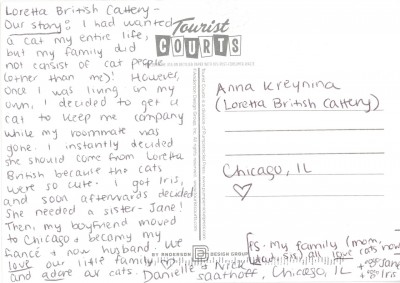 Loretta British Cattery -
Our story: I had wanted
a cat my entire life,
but my family did
not consist of cat people
(other than me)! However,
once I was living on my
own, I decided to get a
cat to keep me company
while my roommate was
gone. I instantly decided
she should come from Loretta
British because the cats
were so cute. I got Iris,
and soon afterwards decided
she needed a sister - Jane!
Then, my boyfriend moved
to Chicago + became my
fiancé + now husband. We
love our little family
and adore our cats.
Danielle + Nick
Saathoff, Chicago, IL
Tourist
COURTS
Anna Kreynina
(Loretta British Cattery)
Chicago, IL
♡
BY ANDERSON DESIGN GROUP
PS. My family (mom,
dad, sis) all love cats now
+ Jane
+ Iris